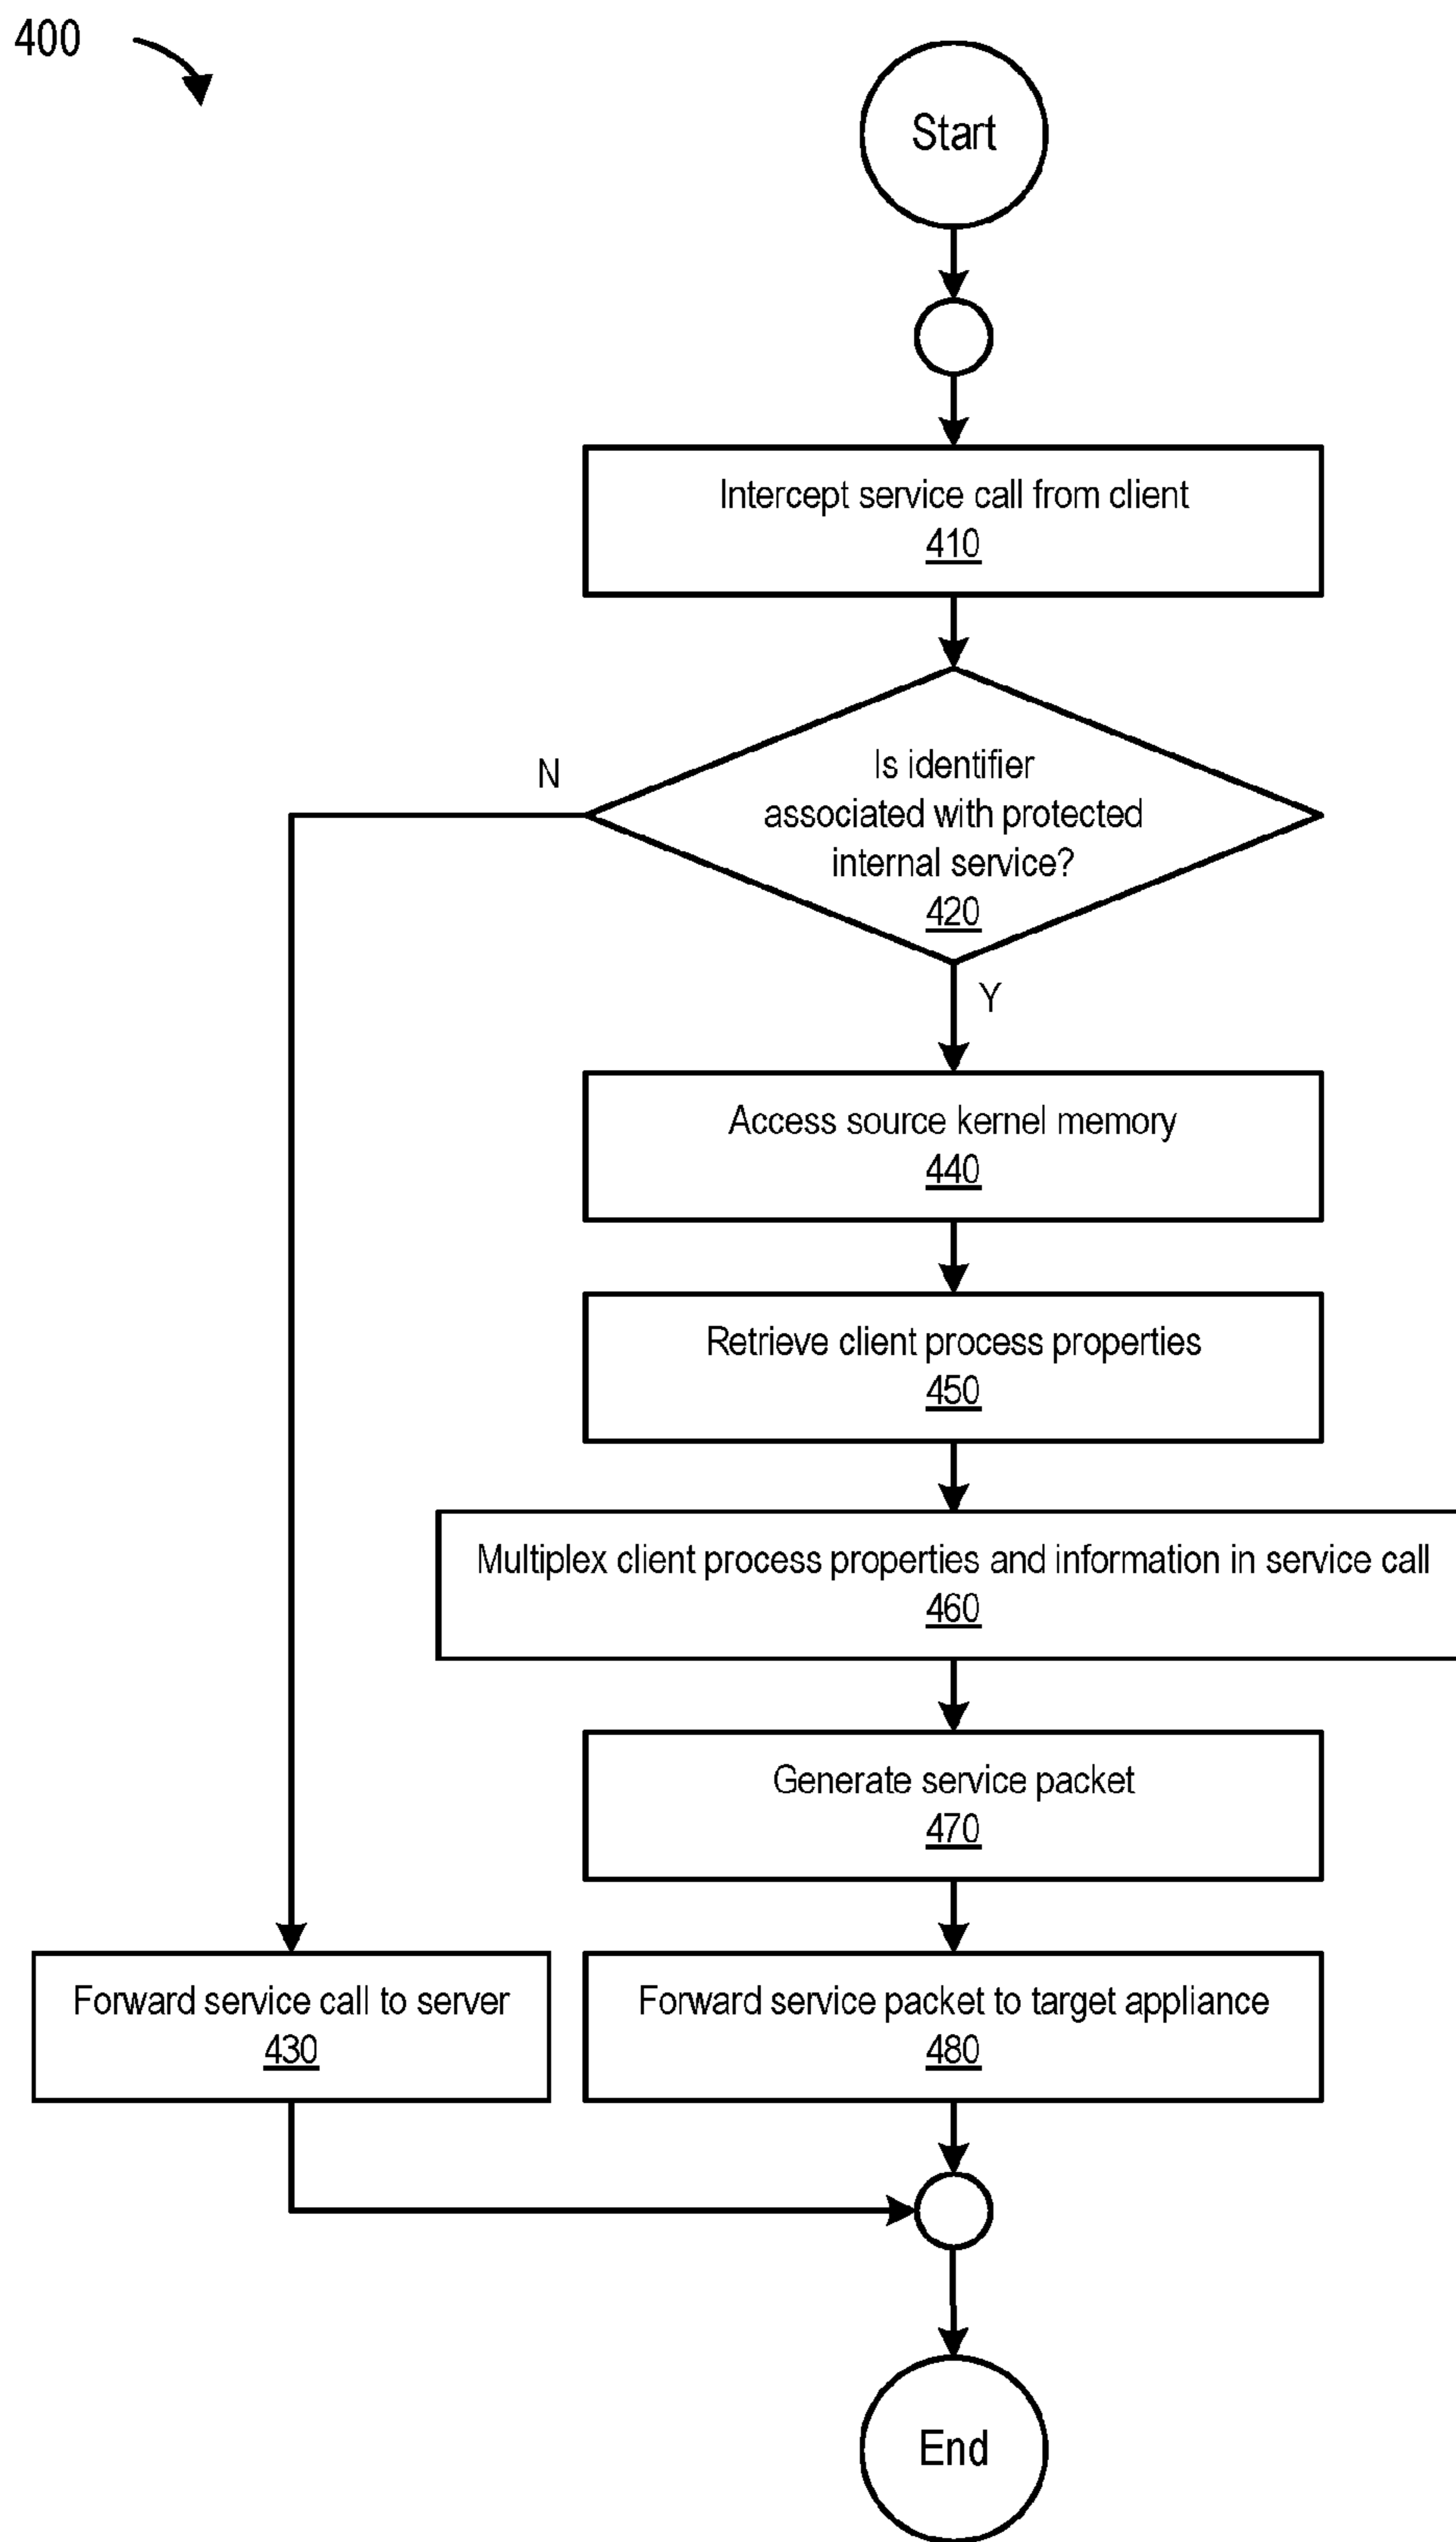 400
Start
Intercept service call from client
410
Is identifier
associated with protected
internal service?
420
N
Y
Access source kernel memory
440
Retrieve client process properties
450
Multiplex client process properties and information in service call
460
Generate service packet
470
Forward service call to server
430
Forward service packet to target appliance
480
End